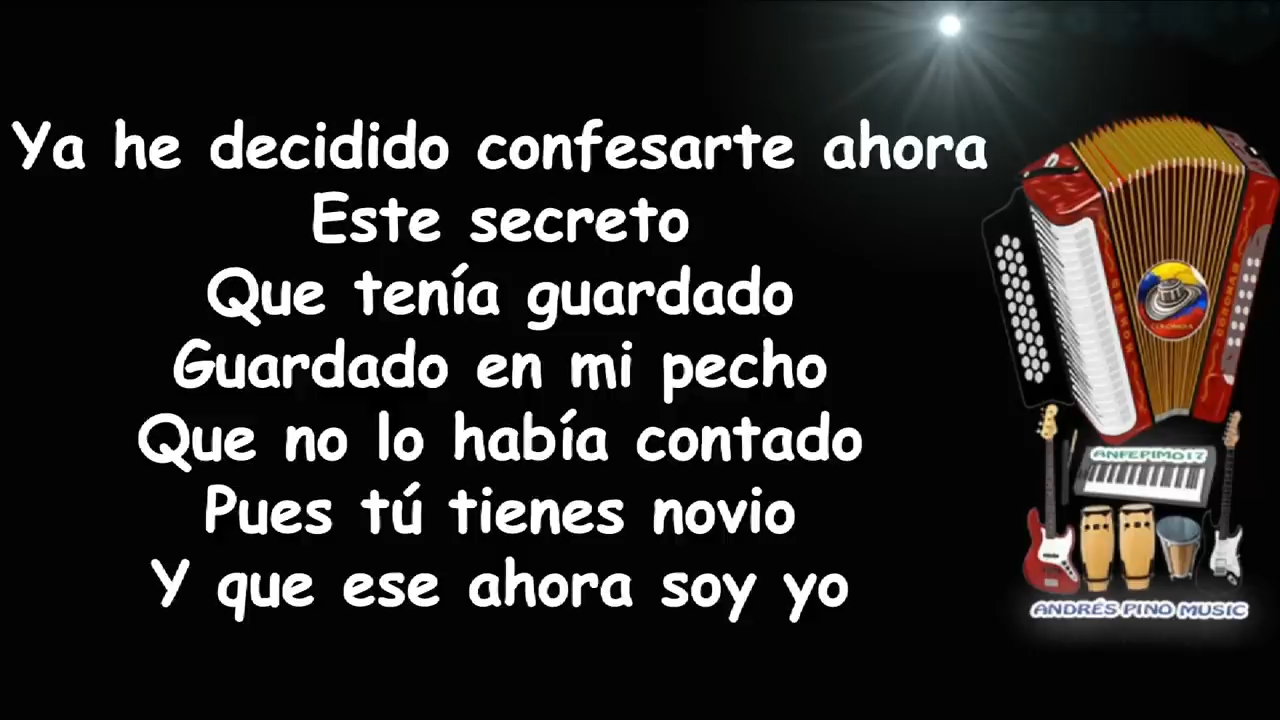 Ya he decidido confesarte ahora
Este secreto
Que tenía guardado
Guardado en mi pecho
Que no lo había contado
Pues tú tienes novio
Y que ese ahora soy yo
COLOMBIA
ANFEPIMO17
ANDRÉS PINO MUSIC